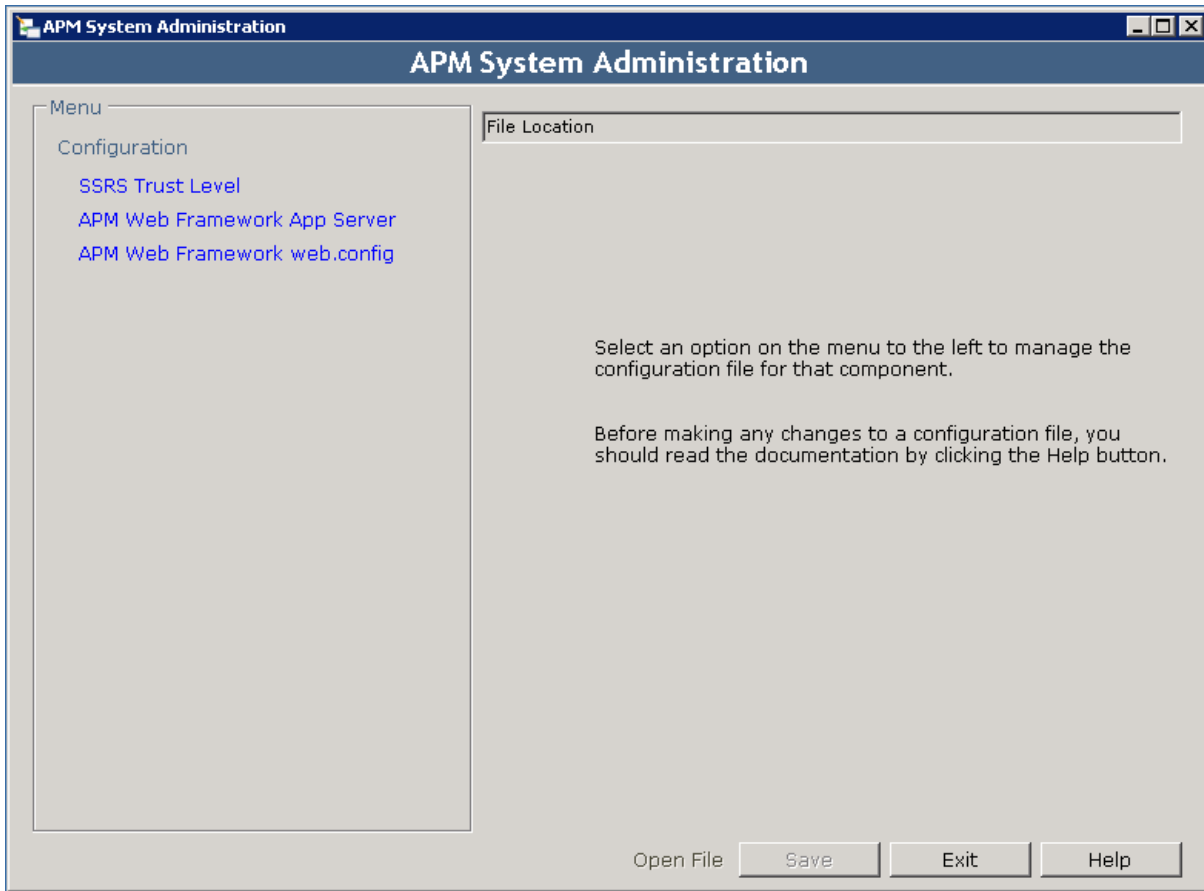 APM System Administration
APM System Administration
Menu
Configuration
SSRS Trust Level
APM Web Framework App Server
APM Web Framework web.config
File Location
Select an option on the menu to the left to manage the
configuration file for that component.
Before making any changes to a configuration file, you
should read the documentation by clicking the Help button.
Open File
Save
Exit
Help